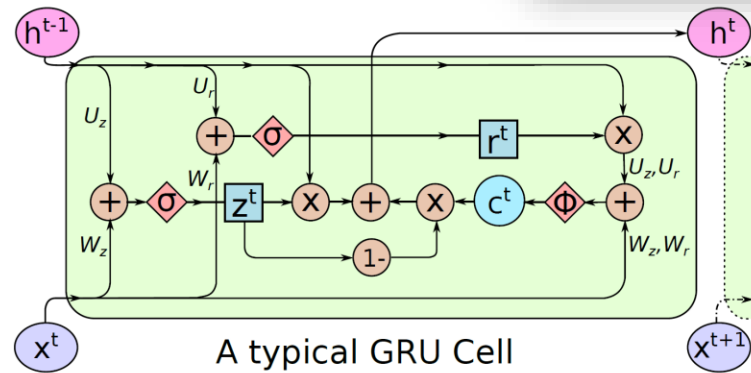 h^{t-1} h^t
U_r
U_z
+ σ r^t x
W_r U_z,U_r
+ σ z^t x + x c^t Φ +
W_z 1- W_z,W_r
x^t x^{t+1}
A typical GRU Cell